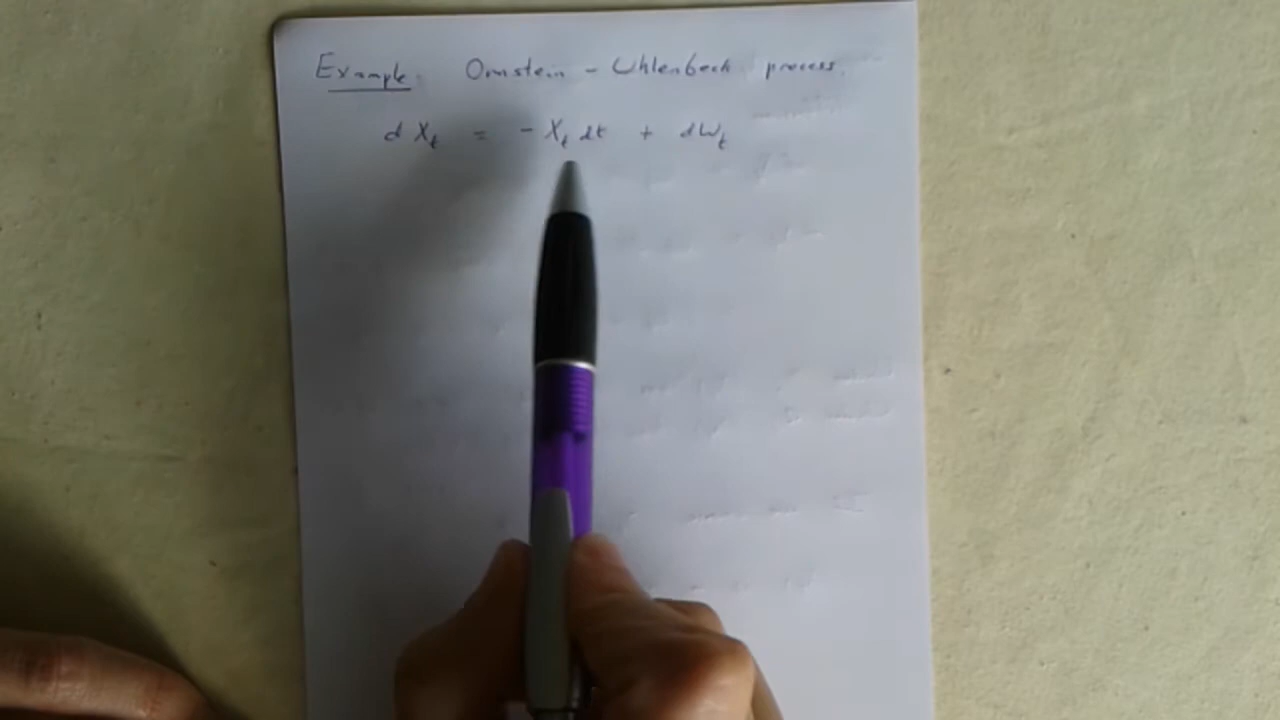 Example: Ornstein - Uhlenbeck process.
d X_t = - X_t dt + dW_t